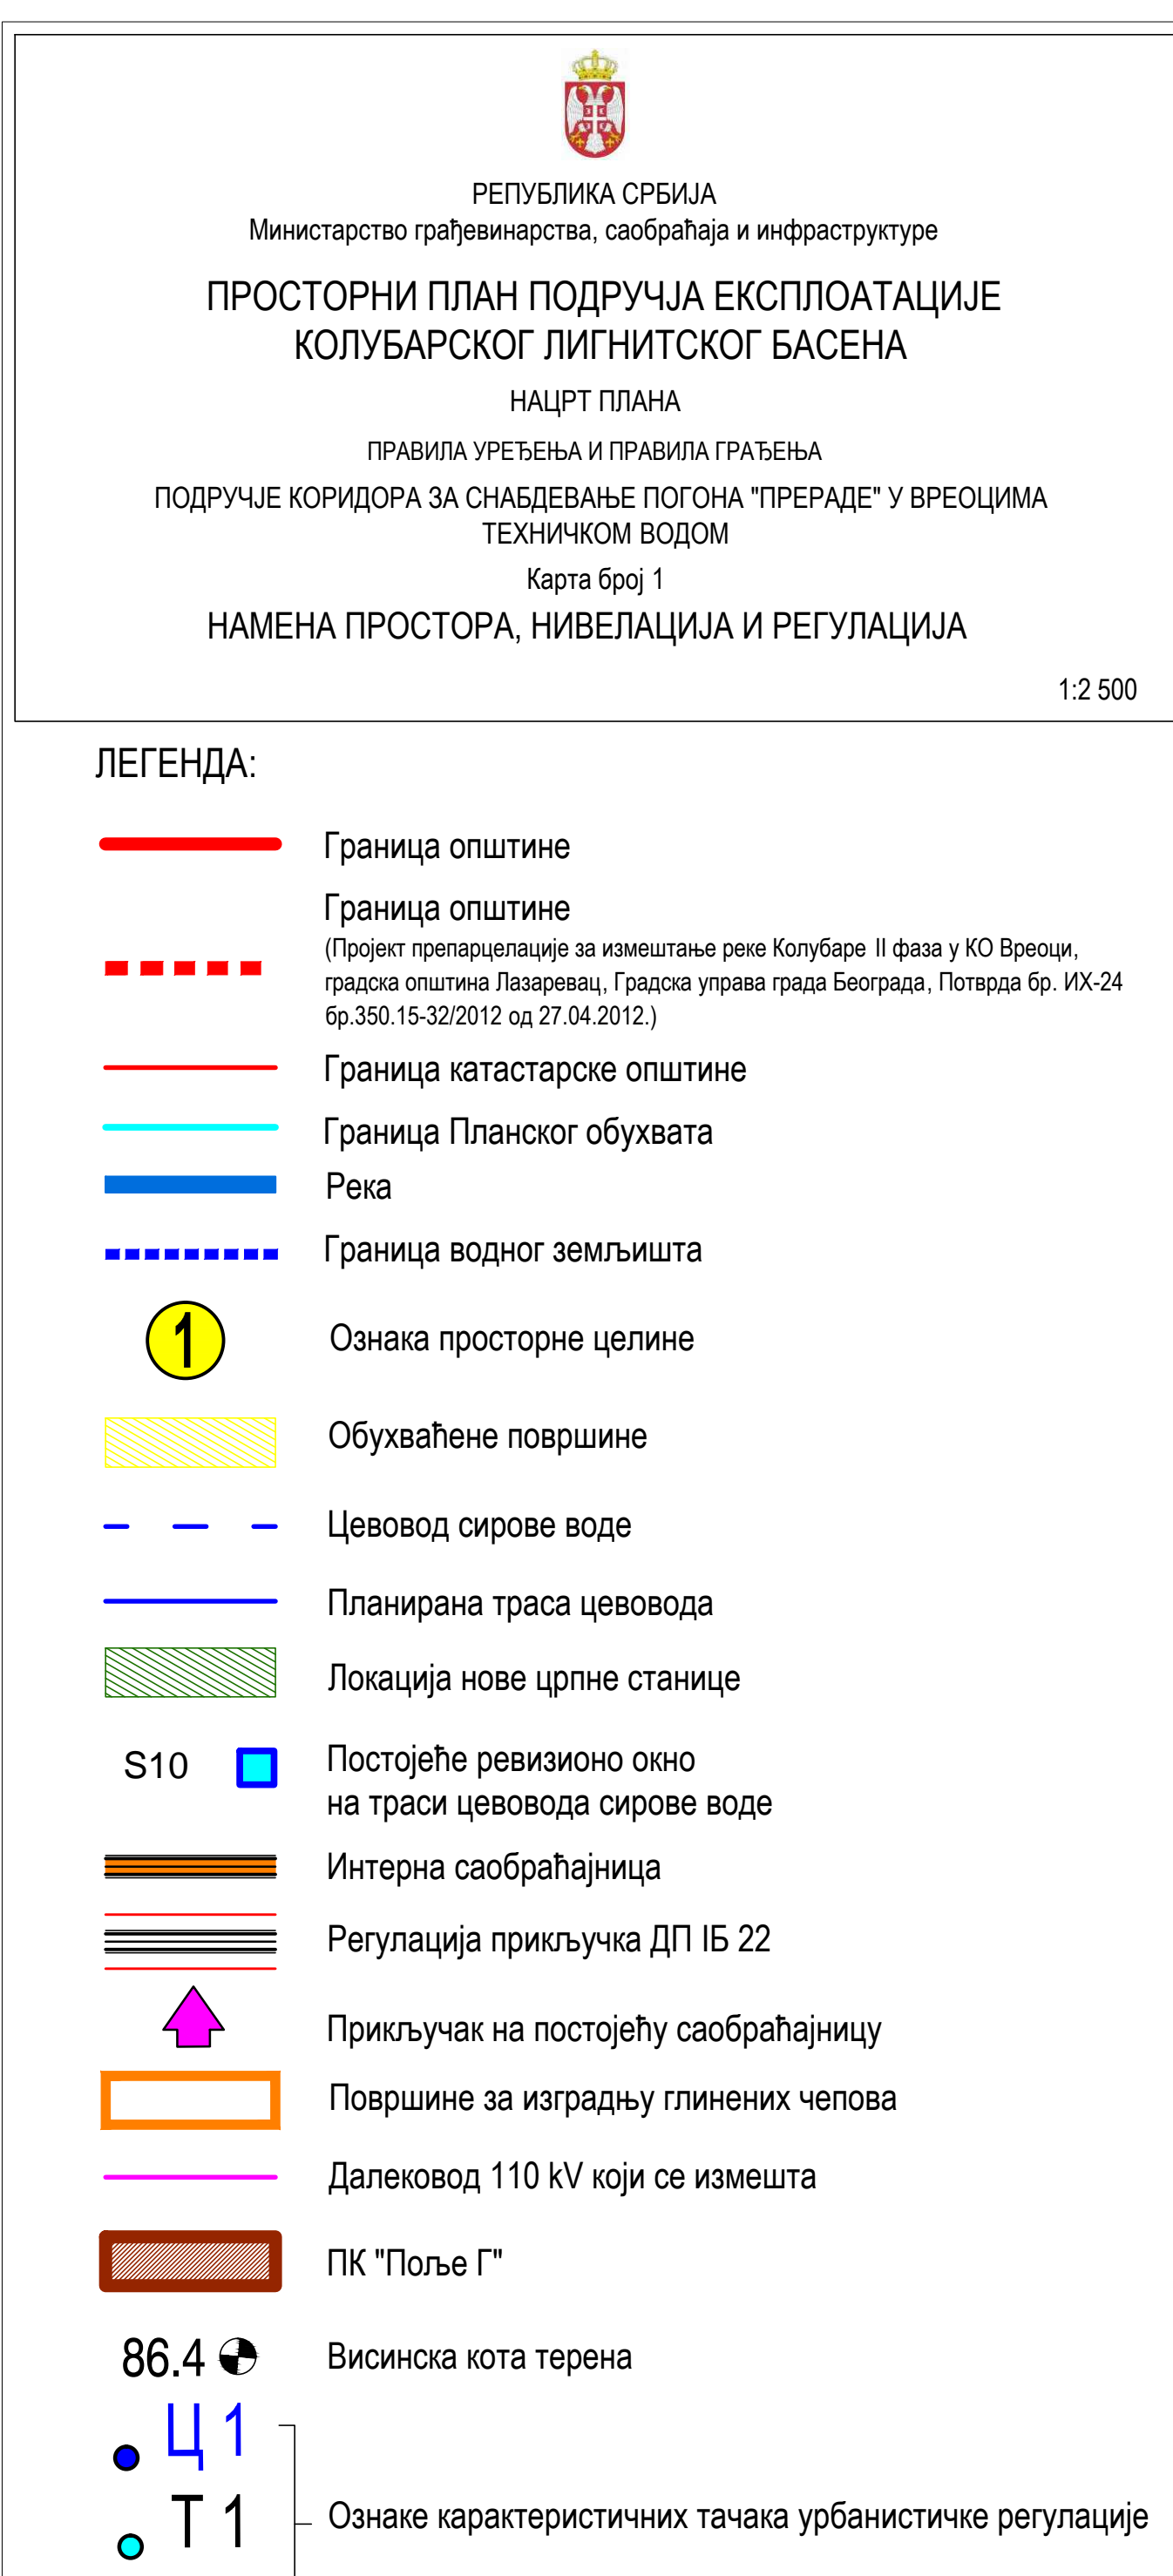 РЕПУБЛИКА СРБИЈА
Министарство грађевинарства, саобраћаја и инфраструктуре
ПРОСТОРНИ ПЛАН ПОДРУЧЈА ЕКСПЛОАТАЦИЈЕ
КОЛУБАРСКОГ ЛИГНИТСКОГ БАСЕНА
НАЦРТ ПЛАНА
ПРАВИЛА УРЕЂЕЊА И ПРАВИЛА ГРАЂЕЊА
ПОДРУЧЈЕ КОРИДОРА ЗА СНАБДЕВАЊЕ ПОГОНА "ПРЕРАДЕ" У ВРЕОЦИМА
ТЕХНИЧКОМ ВОДОМ
Карта број 1
НАМЕНА ПРОСТОРА, НИВЕЛАЦИЈА И РЕГУЛАЦИЈА
1:2 500
ЛЕГЕНДА:
Граница општине
Граница општине
(Пројект препарцелације за измештање реке Колубаре II фаза у КО Вреоци,
градска општина Лазаревац, Градска управа града Београда, Потврда бр. ИХ-24
бр.350.15-32/2012 од 27.04.2012.)
Граница катастарске општине
Граница Планског обухвата
Река
Граница водног земљишта
1 Ознака просторне целине
Обухваћене површине
Цевовод сирове воде
Планирана траса цевовода
Локација нове црпне станице
S10 Постојеће ревизионо окно
на траси цевовода сирове воде
Интерна саобраћајница
Регулација прикључка ДП IБ 22
Прикључак на постојећу саобраћајницу
Површине за изградњу глинених чепова
Далековод 110 kV који се измешта
ПК "Поље Г"
86.4 Висинска кота терена
Ц 1
Т 1 Ознаке карактеристичних тачака урбанистичке регулације